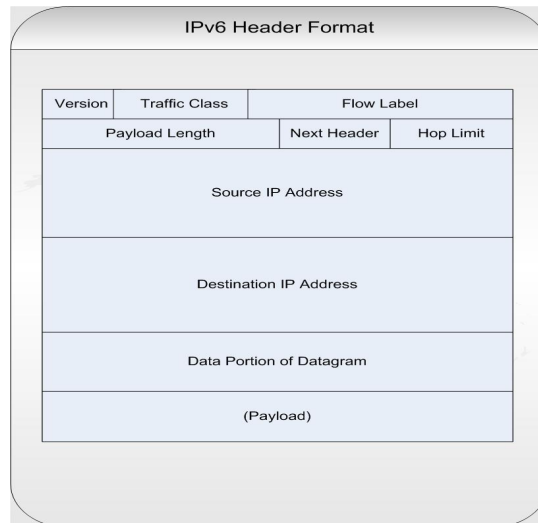 IPv6 Header Format
Version Traffic Class Flow Label
Payload Length Next Header Hop Limit
Source IP Address
Destination IP Address
Data Portion of Datagram
(Payload)